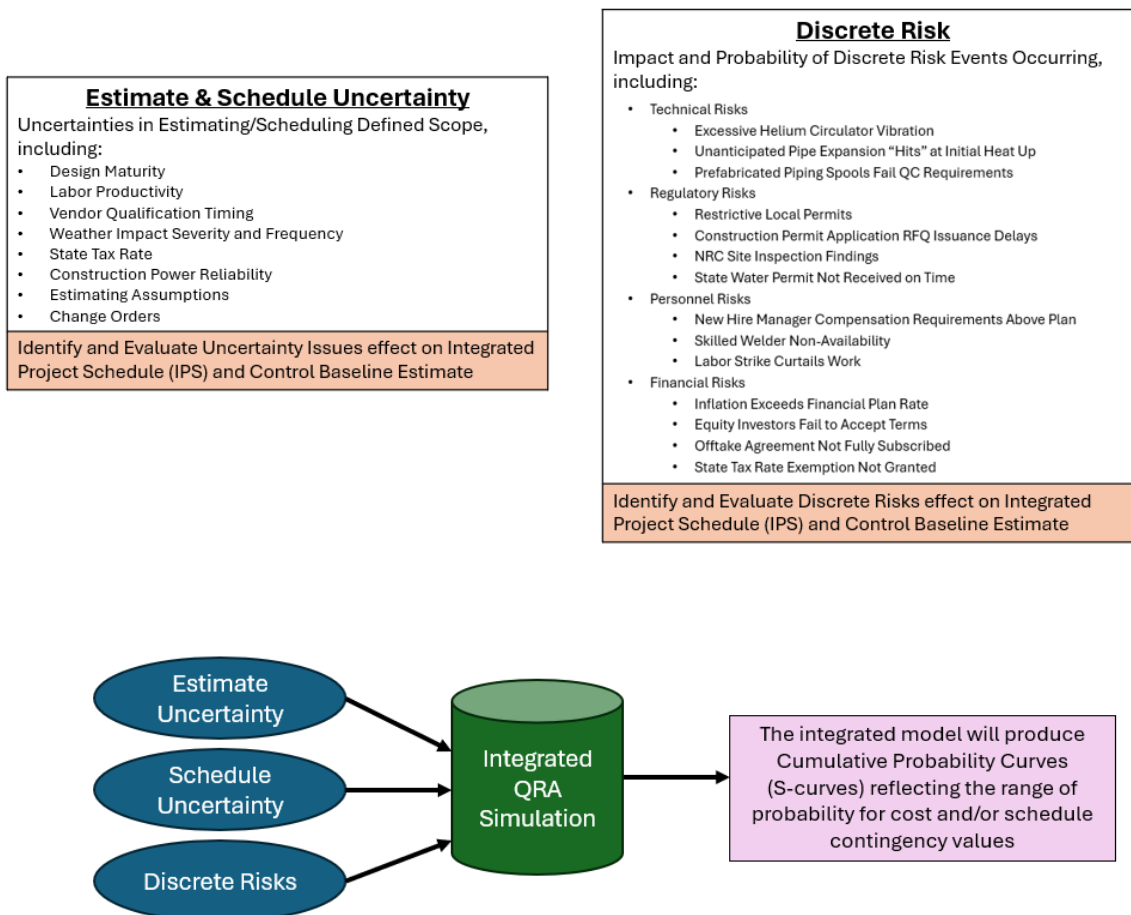 Estimate & Schedule Uncertainty
Uncertainties in Estimating/Scheduling Defined Scope,
including:
• Design Maturity
• Labor Productivity
• Vendor Qualification Timing
• Weather Impact Severity and Frequency
• State Tax Rate
• Construction Power Reliability
• Estimating Assumptions
• Change Orders
Identify and Evaluate Uncertainty Issues effect on Integrated
Project Schedule (IPS) and Control Baseline Estimate
Discrete Risk
Impact and Probability of Discrete Risk Events Occurring,
including:
• Technical Risks
• Excessive Helium Circulator Vibration
• Unanticipated Pipe Expansion “Hits” at Initial Heat Up
• Prefabricated Piping Spools Fail QC Requirements
• Regulatory Risks
• Restrictive Local Permits
• Construction Permit Application RFQ Issuance Delays
• NRC Site Inspection Findings
• State Water Permit Not Received on Time
• Personnel Risks
• New Hire Manager Compensation Requirements Above Plan
• Skilled Welder Non-Availability
• Labor Strike Curtails Work
• Financial Risks
• Inflation Exceeds Financial Plan Rate
• Equity Investors Fail to Accept Terms
• Offtake Agreement Not Fully Subscribed
• State Tax Rate Exemption Not Granted
Identify and Evaluate Discrete Risks effect on Integrated
Project Schedule (IPS) and Control Baseline Estimate
Estimate
Uncertainty
Schedule
Uncertainty
Discrete Risks
Integrated
QRA
Simulation
The integrated model will produce
Cumulative Probability Curves
(S-curves) reflecting the range of
probability for cost and/or schedule
contingency values